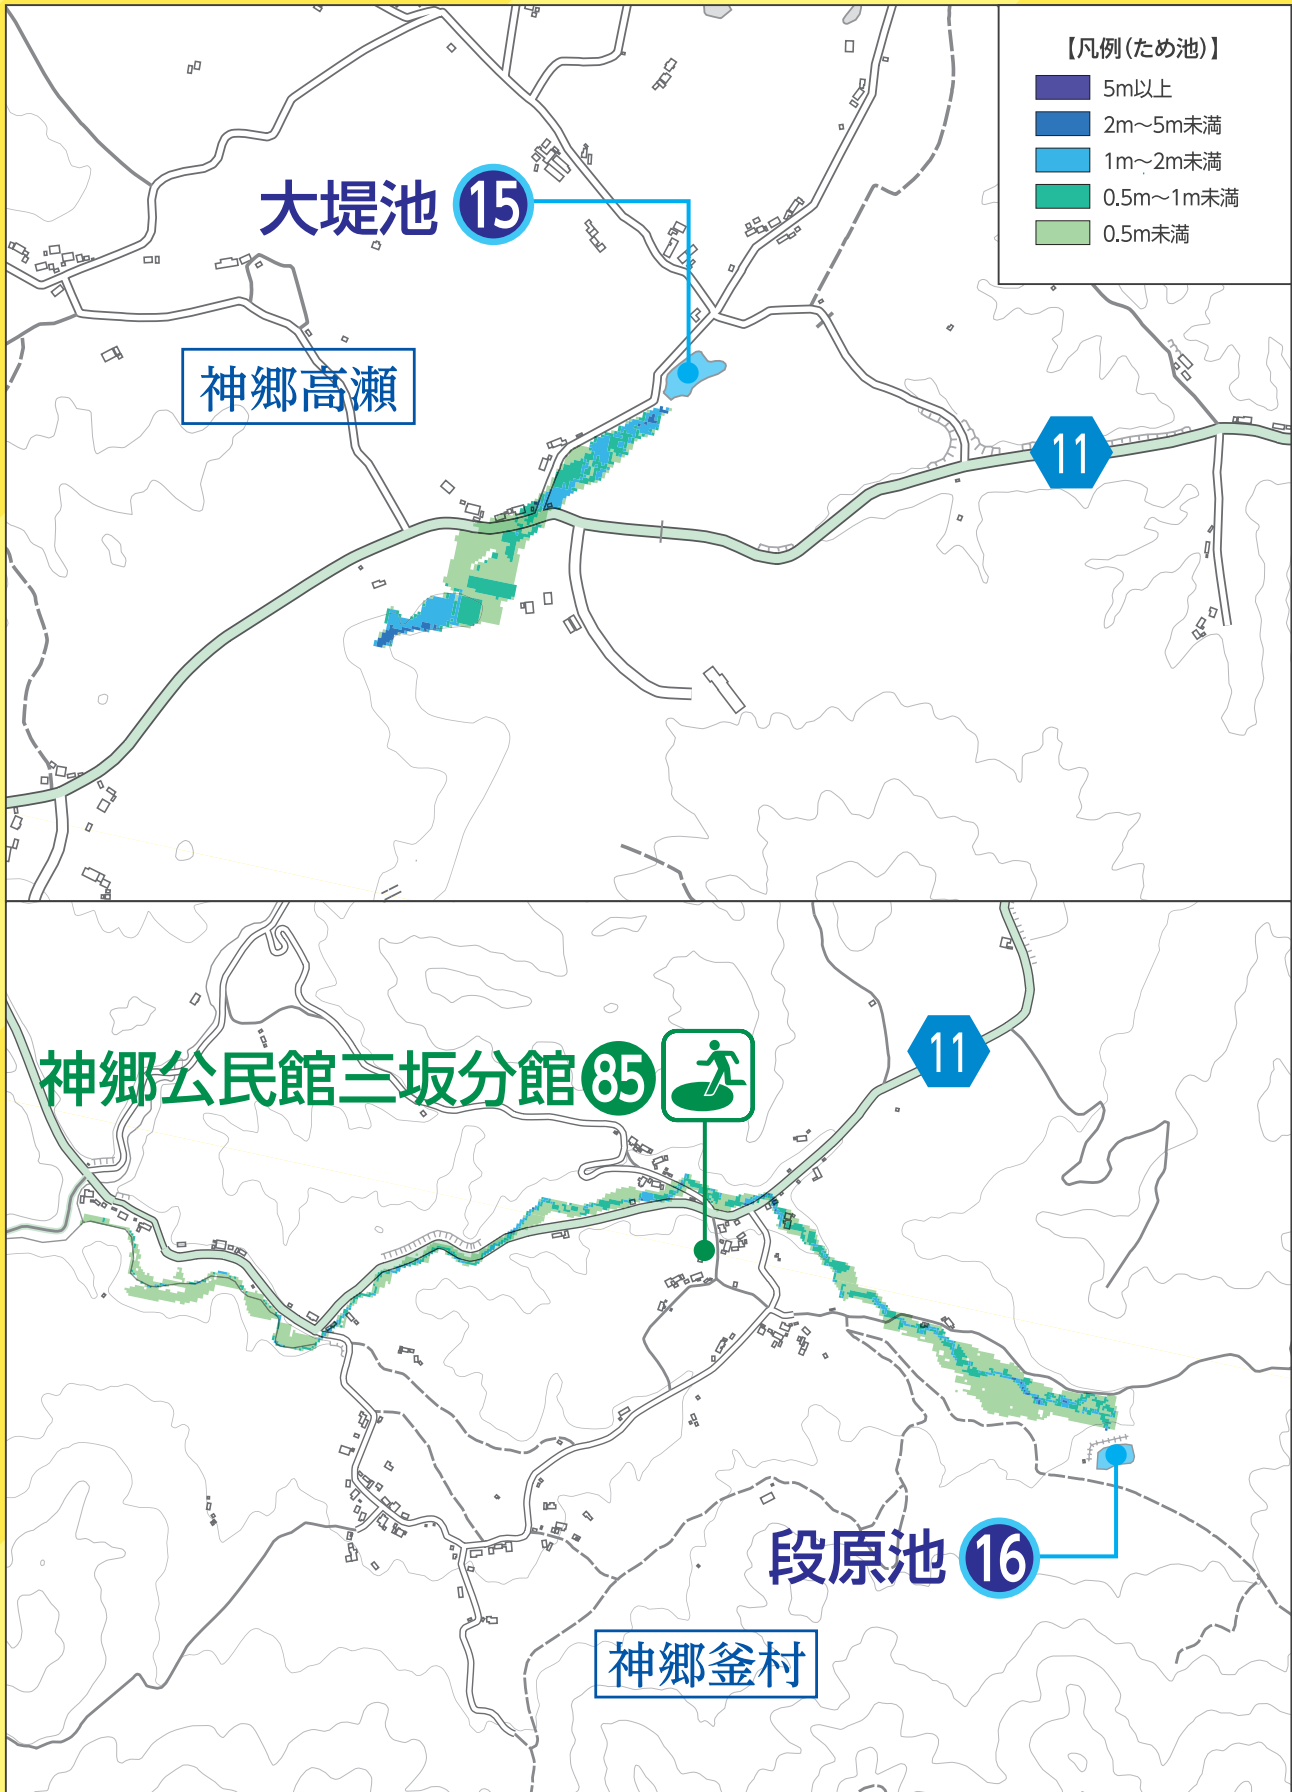 【凡例(ため池)】
5m以上
2m～5m未満
1m～2m未満
0.5m～1m未満
0.5m未満
大堤池 15
神郷高瀬
11
神郷公民館三坂分館 85
11
段原池 16
神郷釜村